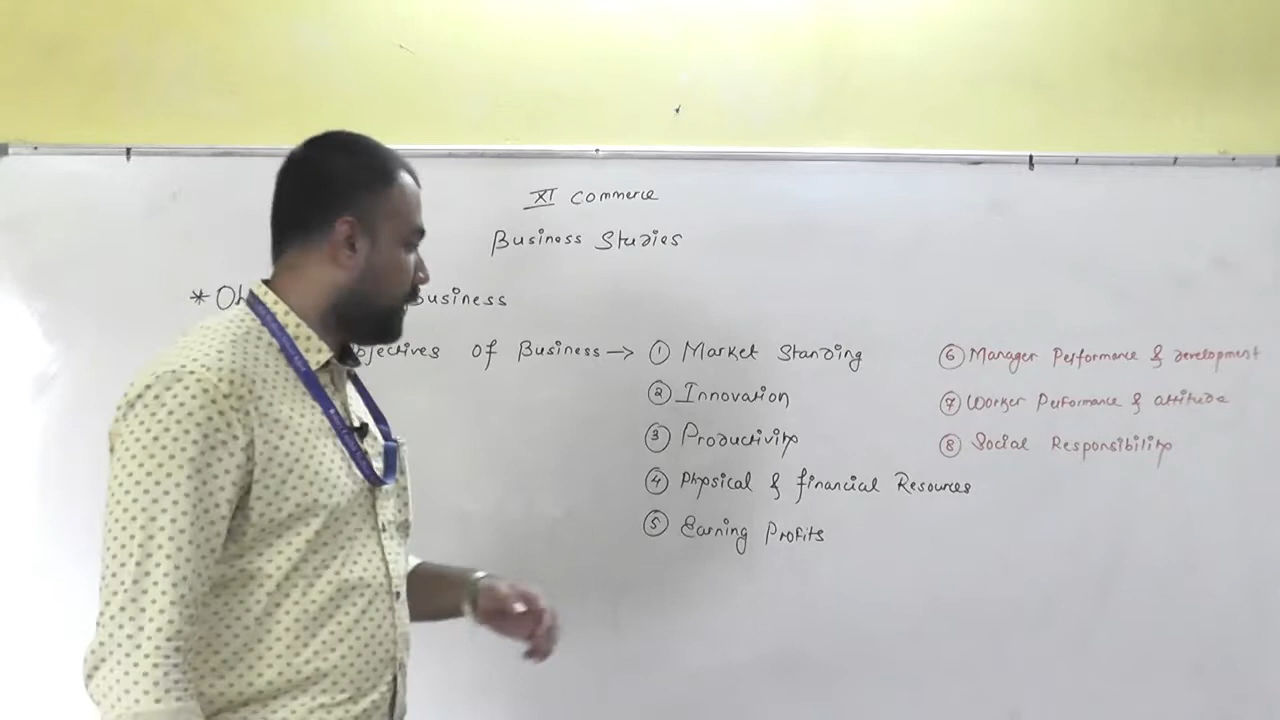 XI Commerce
Business Studies
* Ob Business
bjectives of Business → ① Market Standing
② Innovation
③ Productivity
④ Physical & financial Resources
⑤ Earning Profits
⑥ Manager Performance & development
⑦ Worker Performance & attitude
⑧ Social Responsibility